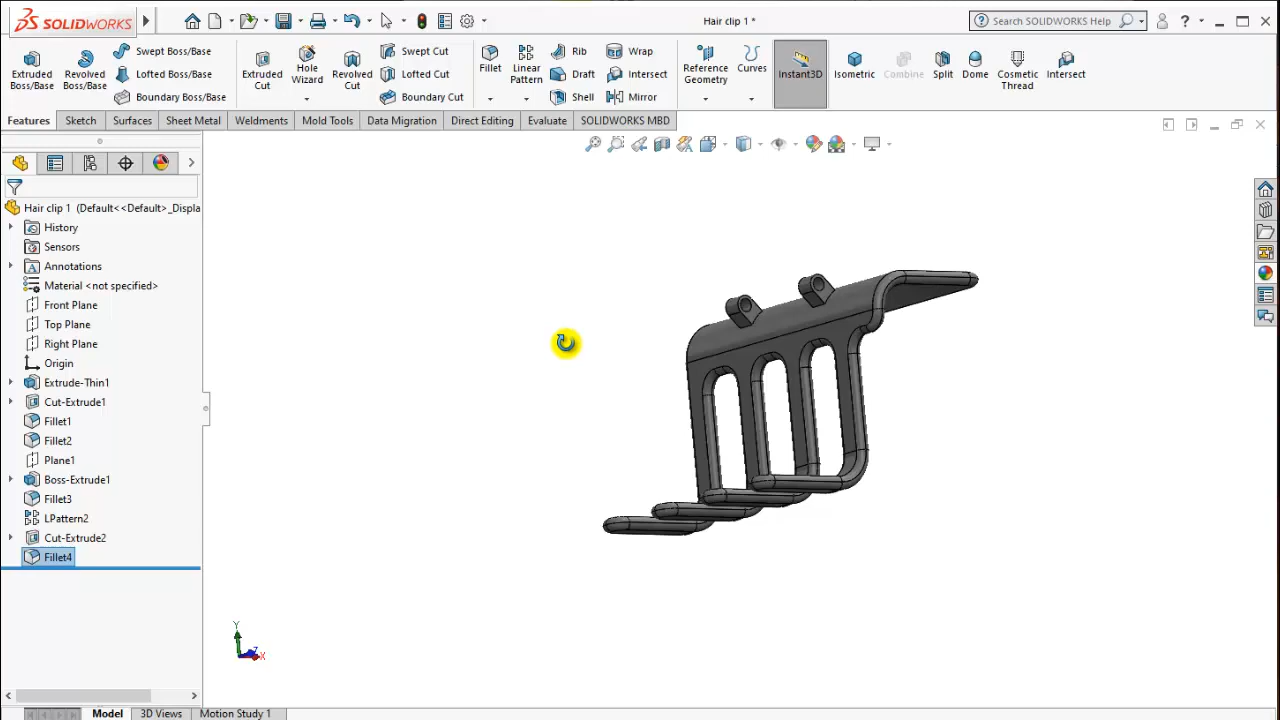 SOLIDWORKS
Hair clip 1 *
Search SOLIDWORKS Help
?
Extruded Boss/Base
Revolved Boss/Base
Swept Boss/Base
Lofted Boss/Base
Boundary Boss/Base
Extruded Cut
Hole Wizard
Revolved Cut
Swept Cut
Lofted Cut
Boundary Cut
Fillet
Linear Pattern
Rib
Draft
Shell
Wrap
Intersect
Mirror
Reference Geometry
Curves
Instant3D
Isometric
Combine
Split
Dome
Cosmetic Thread
Intersect
Features
Sketch
Surfaces
Sheet Metal
Weldments
Mold Tools
Data Migration
Direct Editing
Evaluate
SOLIDWORKS MBD
Hair clip 1 (Default<<Default>_Displa
History
Sensors
Annotations
Material <not specified>
Front Plane
Top Plane
Right Plane
Origin
Extrude-Thin1
Cut-Extrude1
Fillet1
Fillet2
Plane1
Boss-Extrude1
Fillet3
LPattern2
Cut-Extrude2
Fillet4
Y
Z
X
Model
3D Views
Motion Study 1